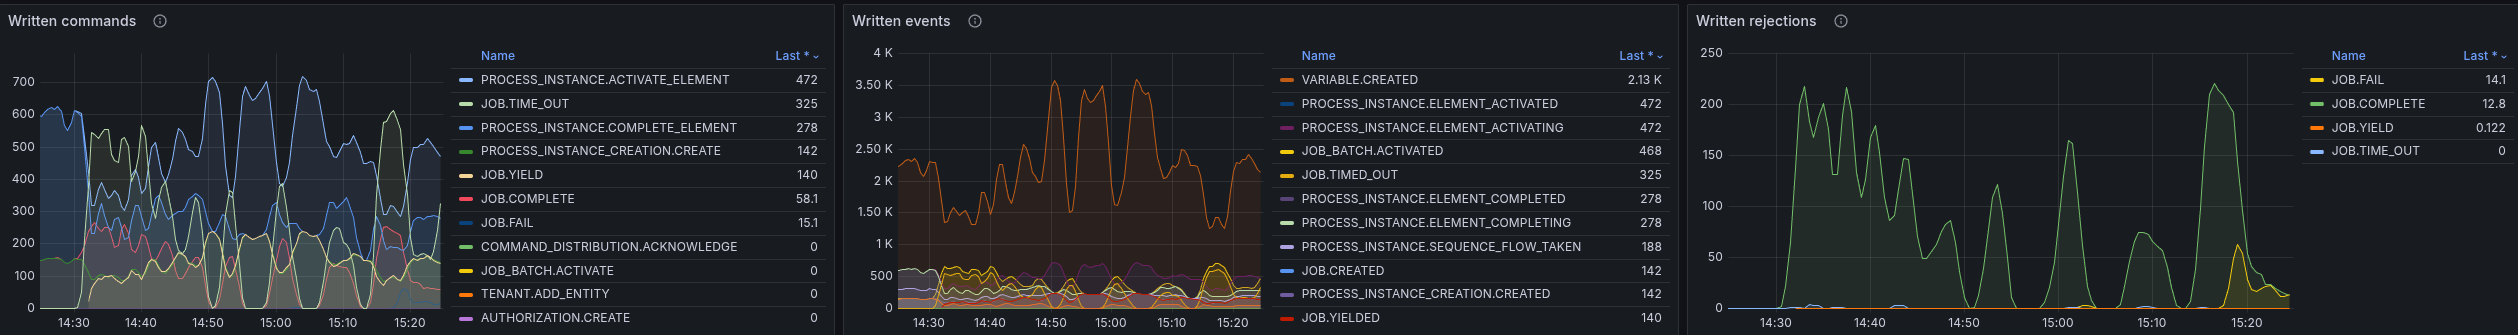 Written commands
700
600
500
400
300
200
100
0
14:30 14:40 14:50 15:00 15:10 15:20
Name Last *
PROCESS_INSTANCE.ACTIVATE_ELEMENT 472
JOB.TIME_OUT 325
PROCESS_INSTANCE.COMPLETE_ELEMENT 278
PROCESS_INSTANCE_CREATION.CREATE 142
JOB.YIELD 140
JOB.COMPLETE 58.1
JOB.FAIL 15.1
COMMAND_DISTRIBUTION.ACKNOWLEDGE 0
JOB_BATCH.ACTIVATE 0
TENANT.ADD_ENTITY 0
AUTHORIZATION.CREATE 0
Written events
4 K
3.50 K
3 K
2.50 K
2 K
1.50 K
1 K
500
0
14:30 14:40 14:50 15:00 15:10 15:20
Name Last *
VARIABLE.CREATED 2.13 K
PROCESS_INSTANCE.ELEMENT_ACTIVATED 472
PROCESS_INSTANCE.ELEMENT_ACTIVATING 472
JOB_BATCH.ACTIVATED 468
JOB.TIMED_OUT 325
PROCESS_INSTANCE.ELEMENT_COMPLETED 278
PROCESS_INSTANCE.ELEMENT_COMPLETING 278
PROCESS_INSTANCE.SEQUENCE_FLOW_TAKEN 188
JOB.CREATED 142
PROCESS_INSTANCE_CREATION.CREATED 142
JOB.YIELDED 140
Written rejections
250
200
150
100
50
0
14:30 14:40 14:50 15:00 15:10 15:20
Name Last *
JOB.FAIL 14.1
JOB.COMPLETE 12.8
JOB.YIELD 0.122
JOB.TIME_OUT 0